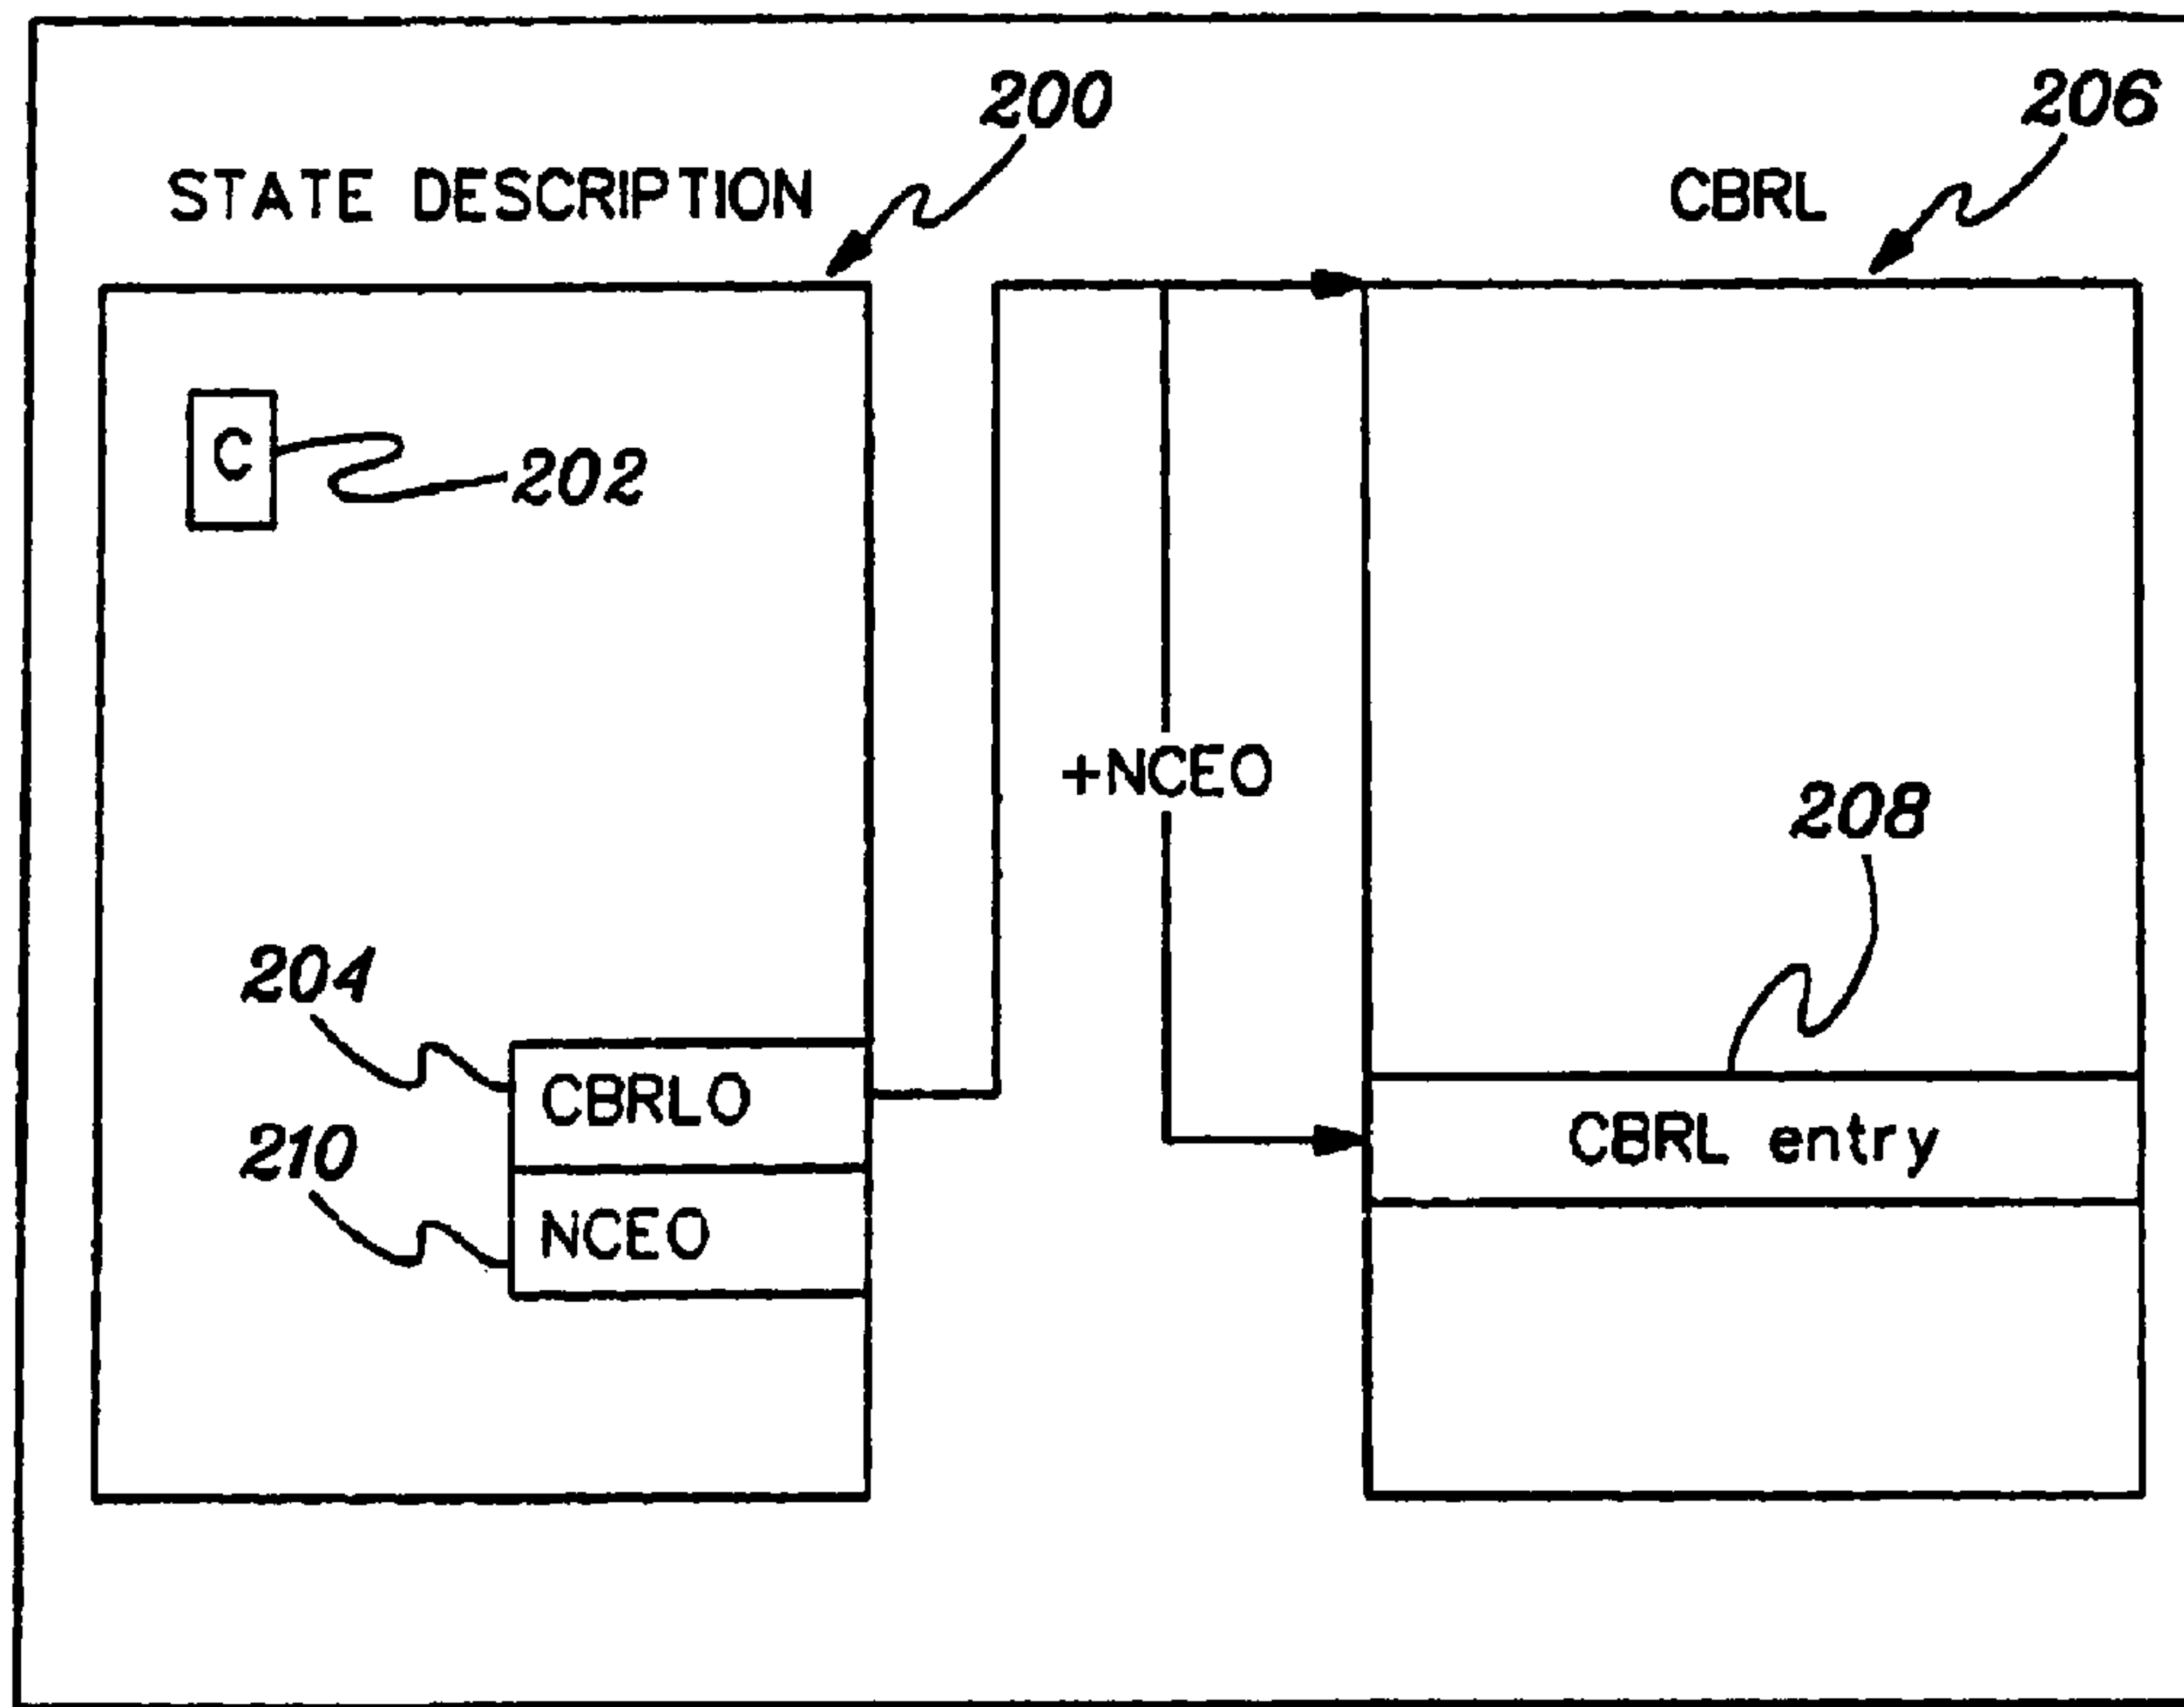 200
206
STATE DESCRIPTION
CBRL
C
202
+NCEO
208
204
CBRLO
CBRL entry
210
NCEO